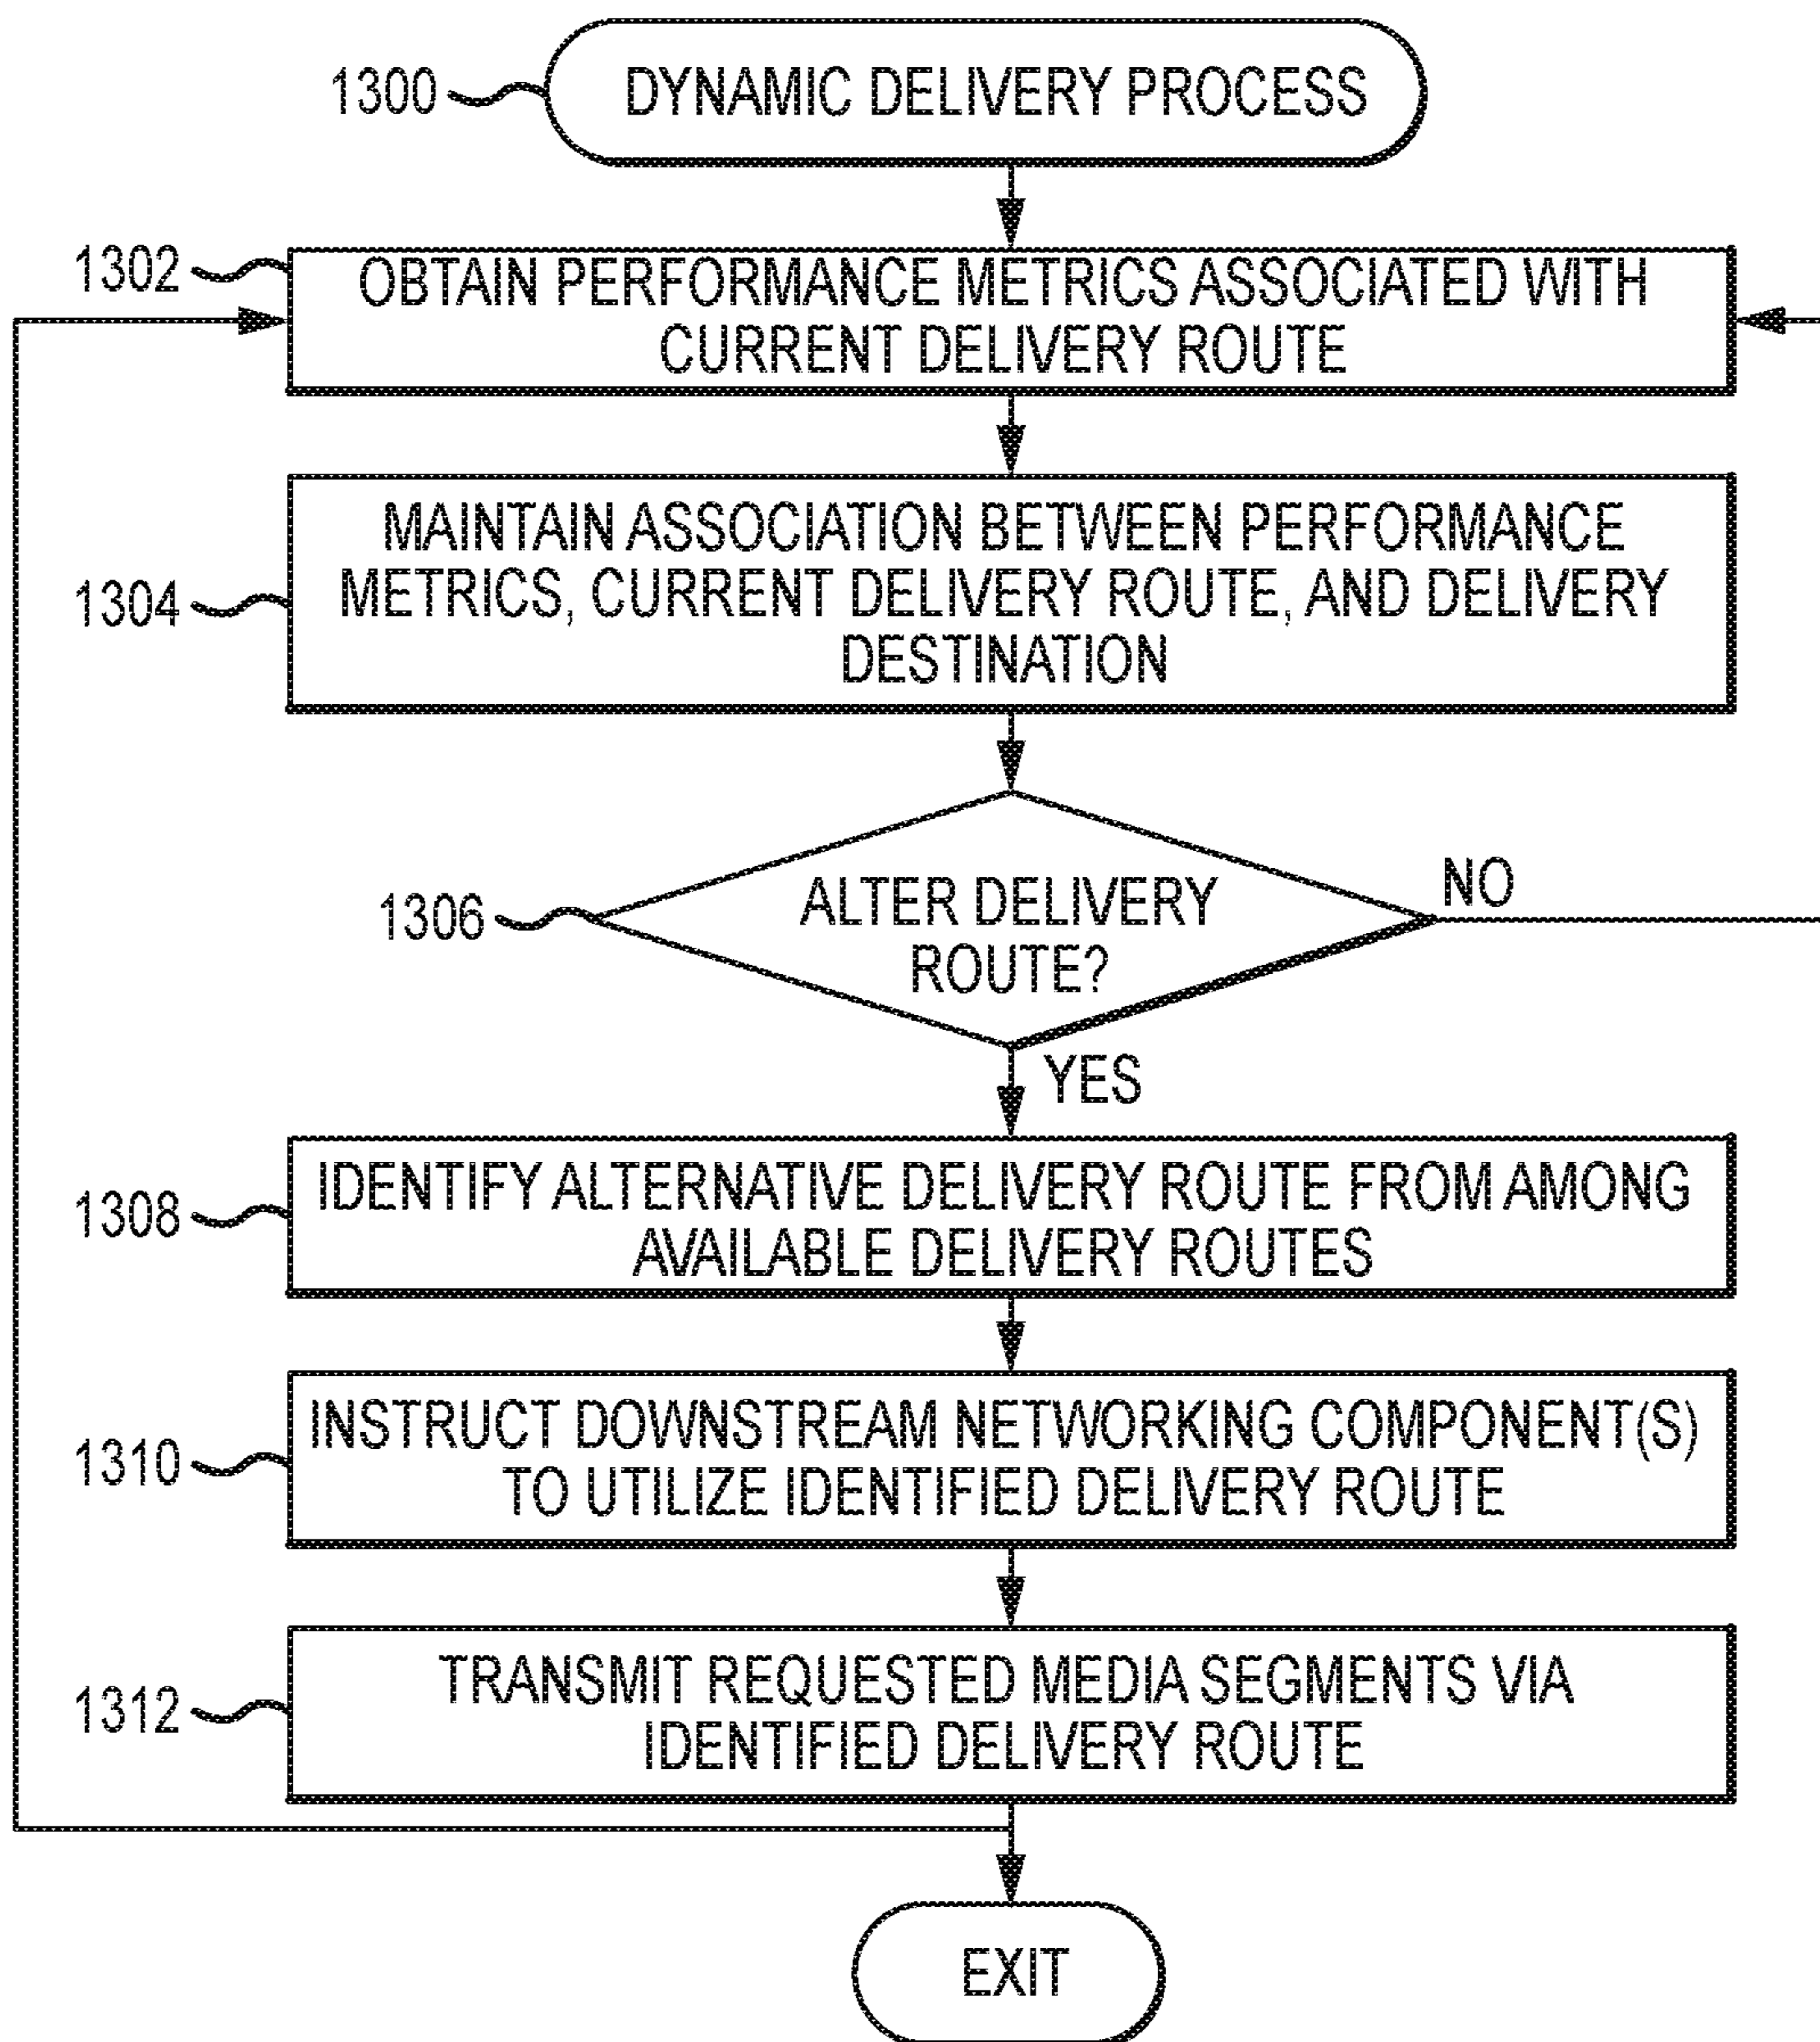 1300
DYNAMIC DELIVERY PROCESS
1302
OBTAIN PERFORMANCE METRICS ASSOCIATED WITH
CURRENT DELIVERY ROUTE
1304
MAINTAIN ASSOCIATION BETWEEN PERFORMANCE
METRICS, CURRENT DELIVERY ROUTE, AND DELIVERY
DESTINATION
1306
ALTER DELIVERY
ROUTE?
NO
YES
1308
IDENTIFY ALTERNATIVE DELIVERY ROUTE FROM AMONG
AVAILABLE DELIVERY ROUTES
1310
INSTRUCT DOWNSTREAM NETWORKING COMPONENT(S)
TO UTILIZE IDENTIFIED DELIVERY ROUTE
1312
TRANSMIT REQUESTED MEDIA SEGMENTS VIA
IDENTIFIED DELIVERY ROUTE
EXIT